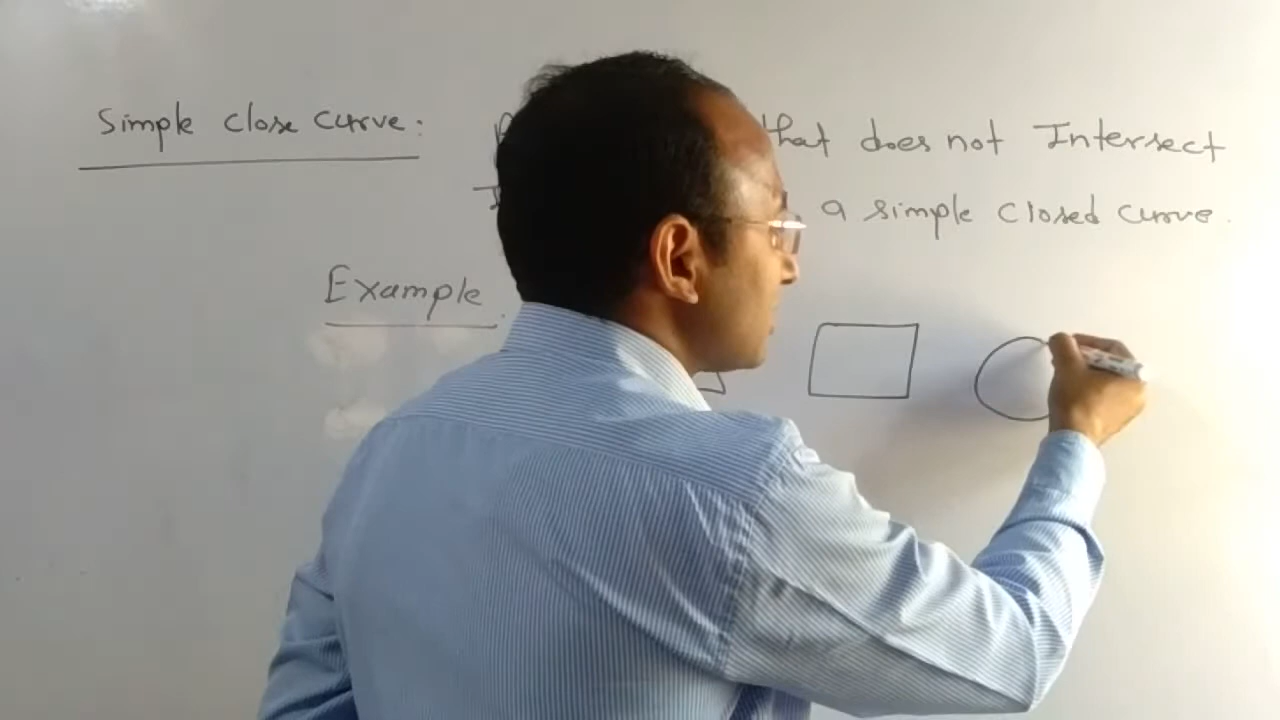 Simple close curve: that does not Intersect
a simple closed curve.
Example